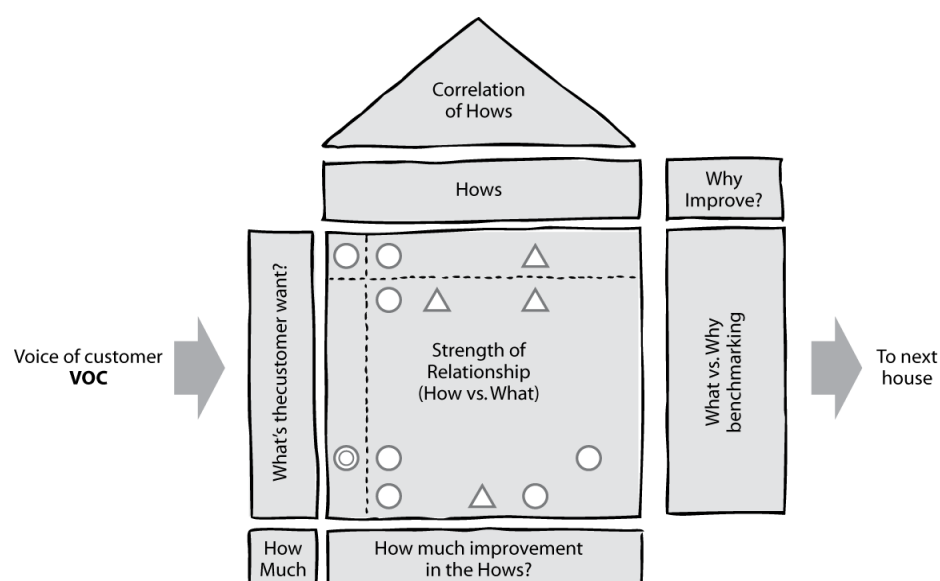 Correlation
of Hows
Hows
Why
Improve?
What's thecustomer want?
Voice of customer
VOC
Strength of
Relationship
(How vs. What)
What vs. Why
benchmarking
To next
house
How
Much
How much improvement
in the Hows?